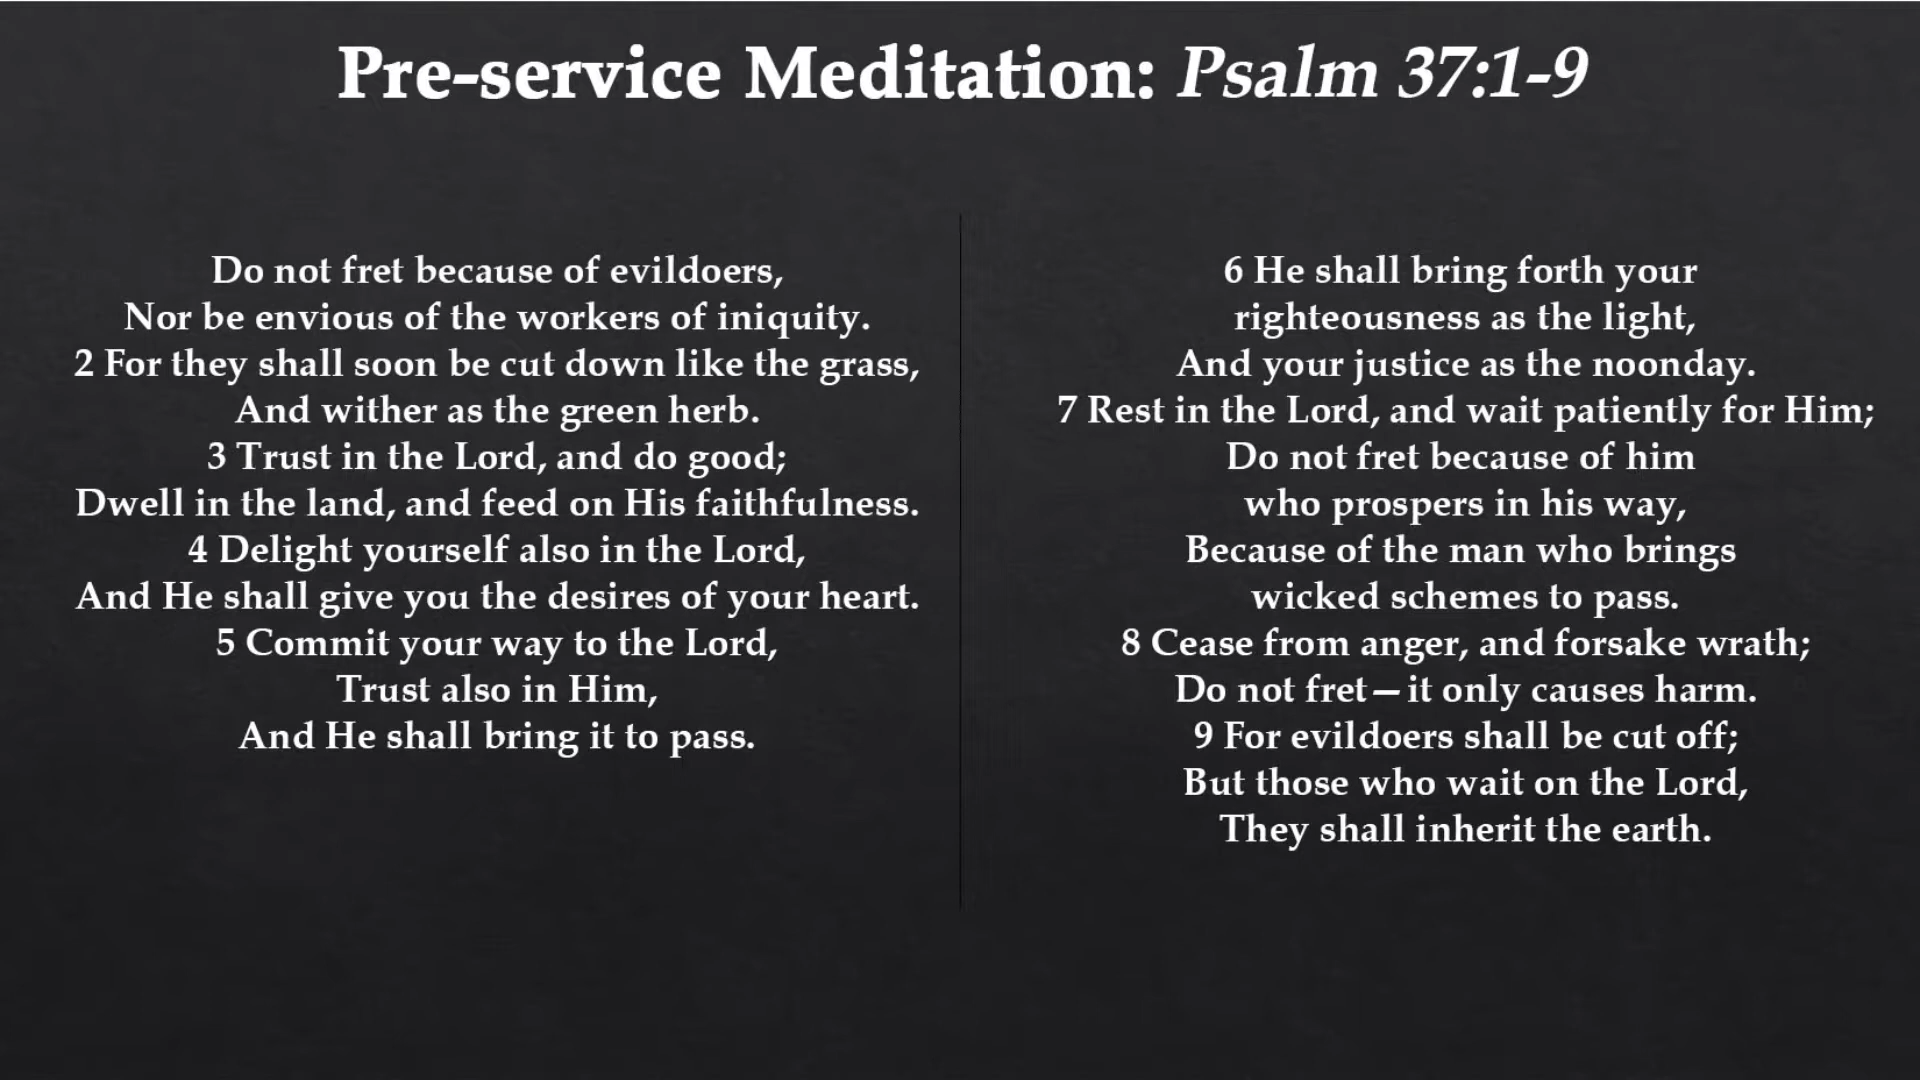 Pre-service Meditation: Psalm 37:1-9
Do not fret because of evildoers,
Nor be envious of the workers of iniquity.
2 For they shall soon be cut down like the grass,
And wither as the green herb.
3 Trust in the Lord, and do good;
Dwell in the land, and feed on His faithfulness.
4 Delight yourself also in the Lord,
And He shall give you the desires of your heart.
5 Commit your way to the Lord,
Trust also in Him,
And He shall bring it to pass.
6 He shall bring forth your
righteousness as the light,
And your justice as the noonday.
7 Rest in the Lord, and wait patiently for Him;
Do not fret because of him
who prospers in his way,
Because of the man who brings
wicked schemes to pass.
8 Cease from anger, and forsake wrath;
Do not fret—it only causes harm.
9 For evildoers shall be cut off;
But those who wait on the Lord,
They shall inherit the earth.